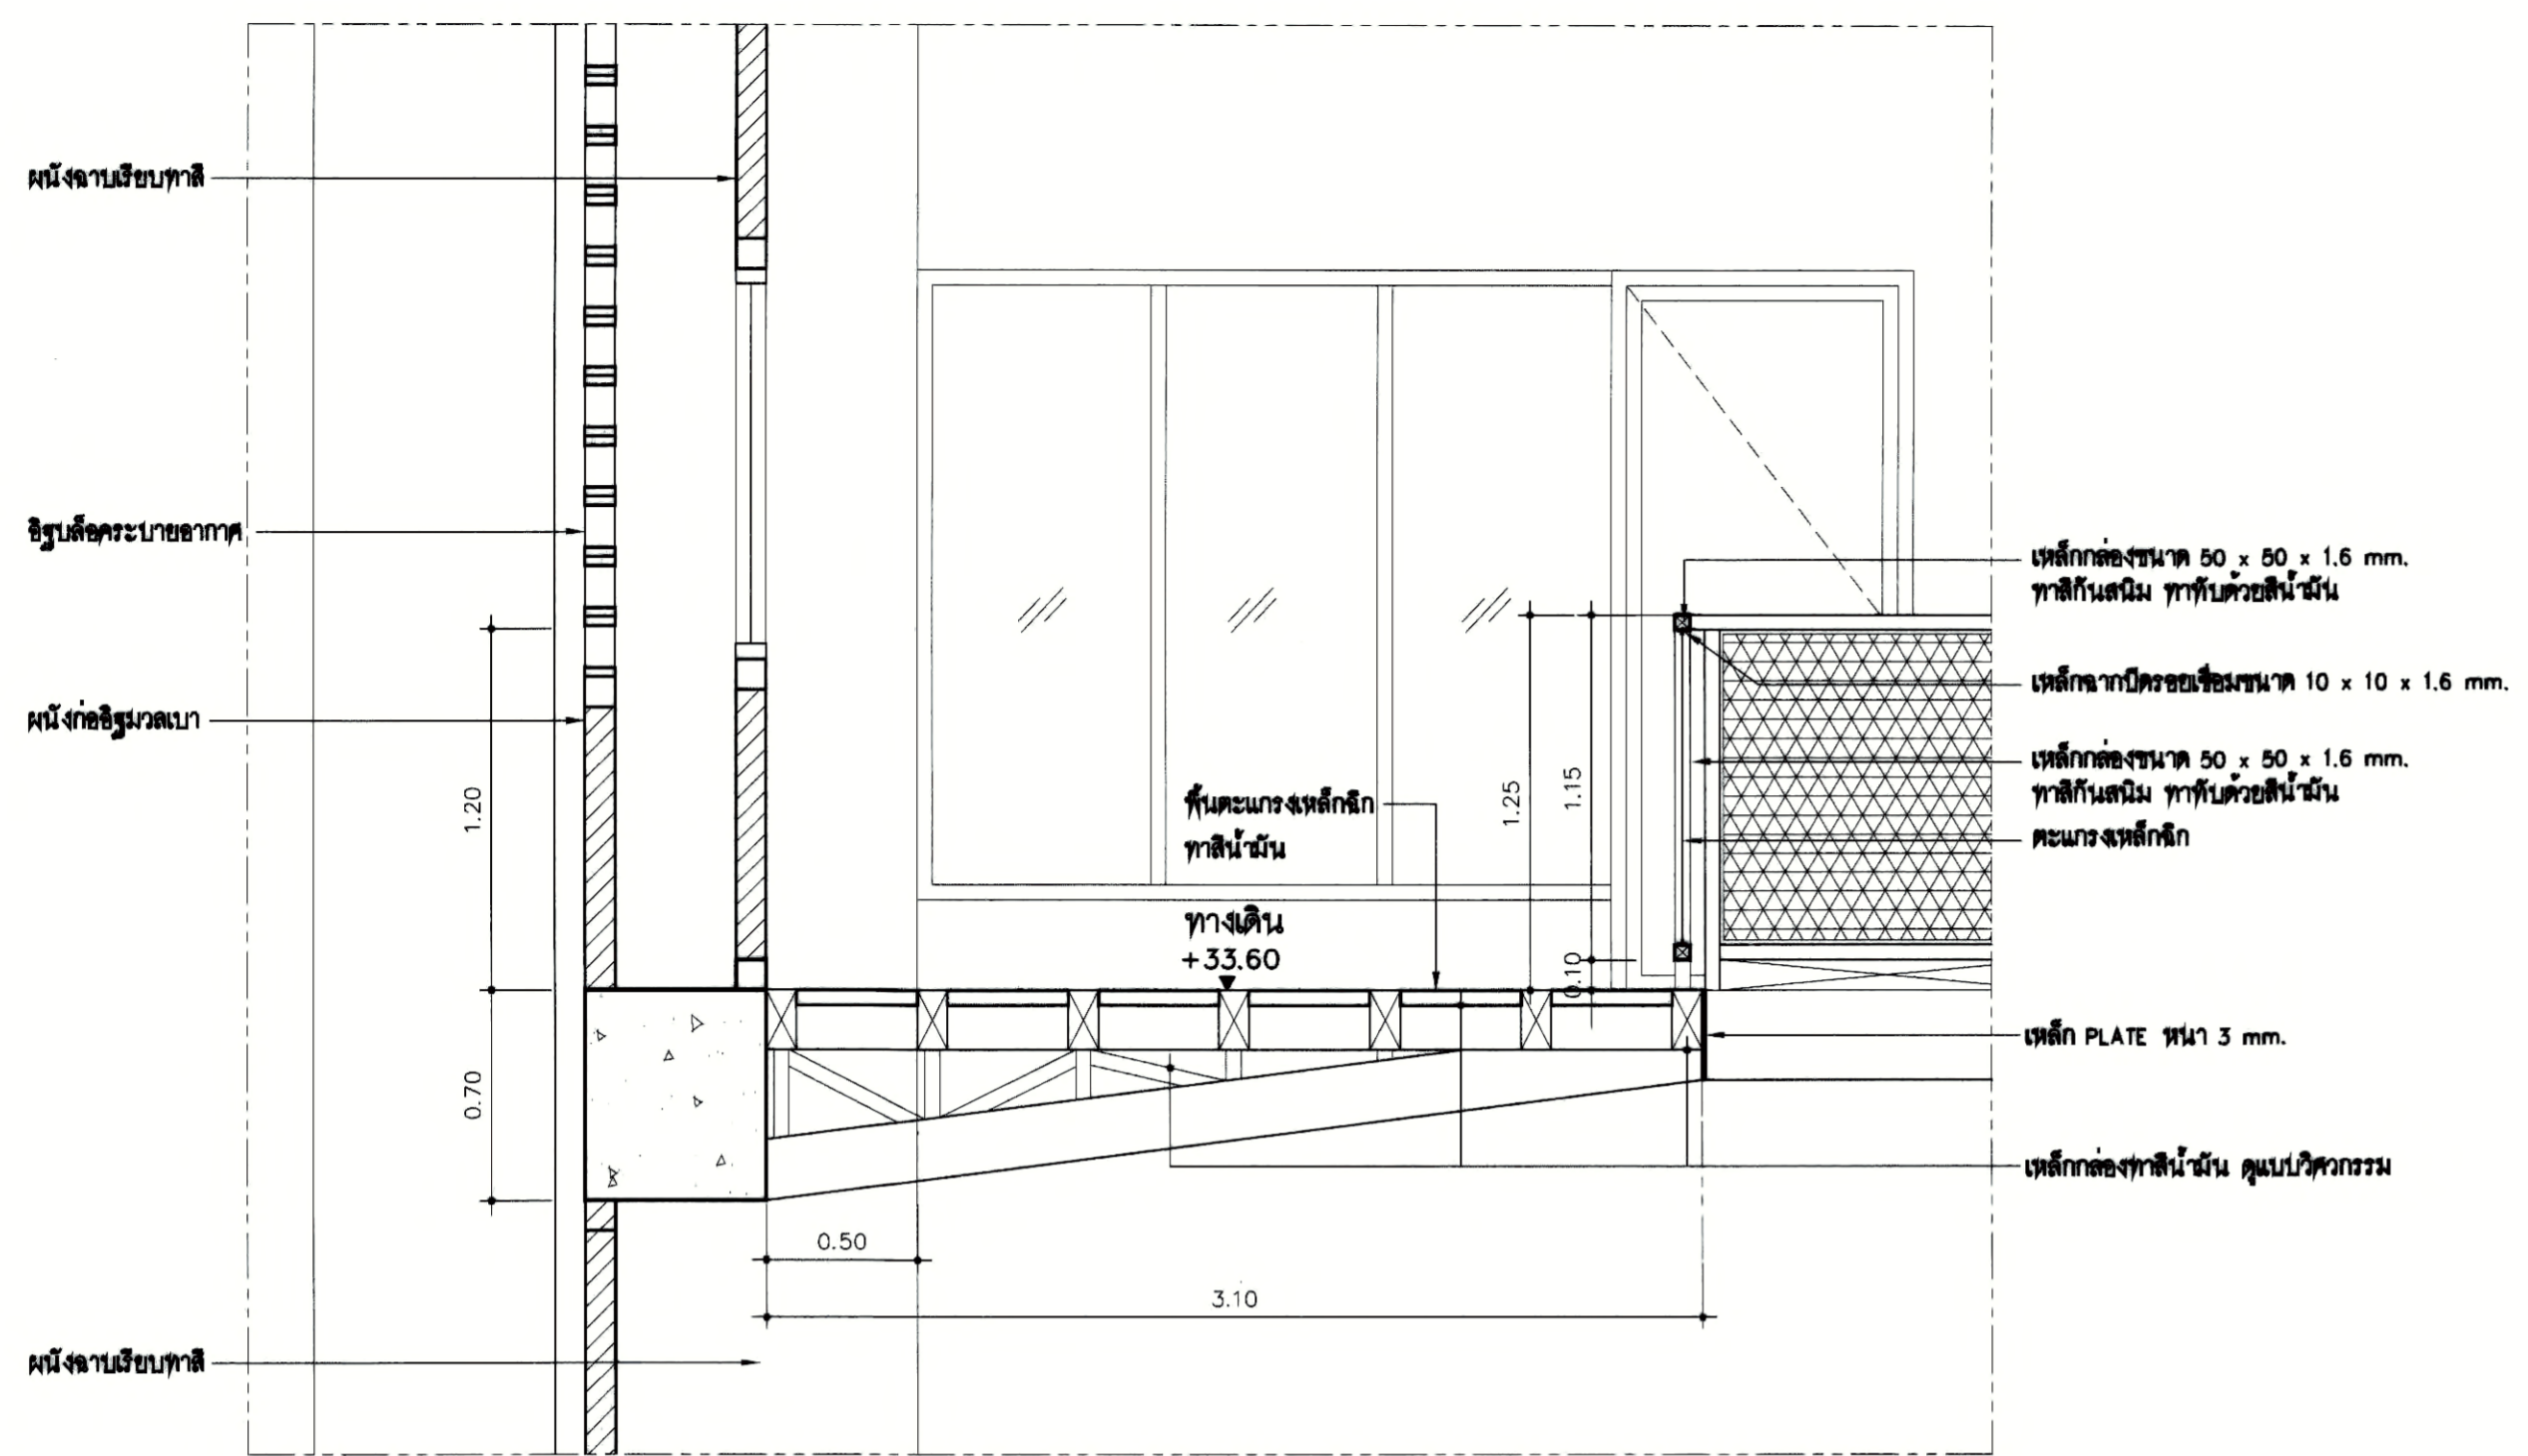 ผนังฉาบเรียบทาสี
อิฐบล็อคระบายอากาศ
ผนังก่ออิฐมวลเบา
1.20
0.70
ผนังฉาบเรียบทาสี
พื้นตะแกรงเหล็กฉีก
ทาสีน้ำมัน
ทางเดิน
+33.60
1.25
1.15
0.10
0.50
3.10
เหล็กกล่องขนาด 50 x 50 x 1.6 mm.
ทาสีกันสนิม ทาทับด้วยสีน้ำมัน
เหล็กฉากปิดรอยเชื่อมขนาด 10 x 10 x 1.6 mm.
เหล็กกล่องขนาด 50 x 50 x 1.6 mm.
ทาสีกันสนิม ทาทับด้วยสีน้ำมัน
ตะแกรงเหล็กฉีก
เหล็ก PLATE หนา 3 mm.
เหล็กกล่องทาสีน้ำมัน ดูแบบวิศวกรรม